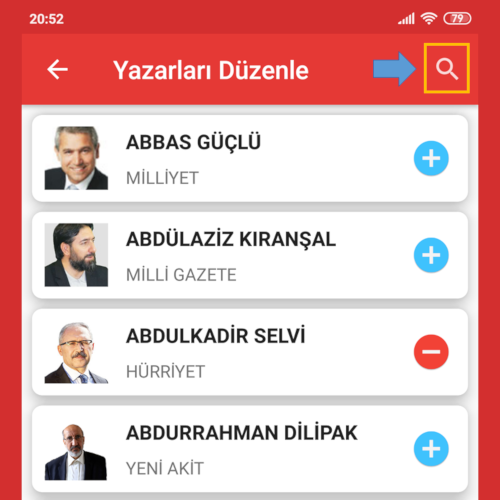 20:52
79
Yazarları Düzenle
ABBAS GÜÇLÜ
MİLLİYET
ABDÜLAZİZ KIRANŞAL
MİLLİ GAZETE
ABDULKADİR SELVİ
HÜRRİYET
ABDURRAHMAN DİLİPAK
YENİ AKİT